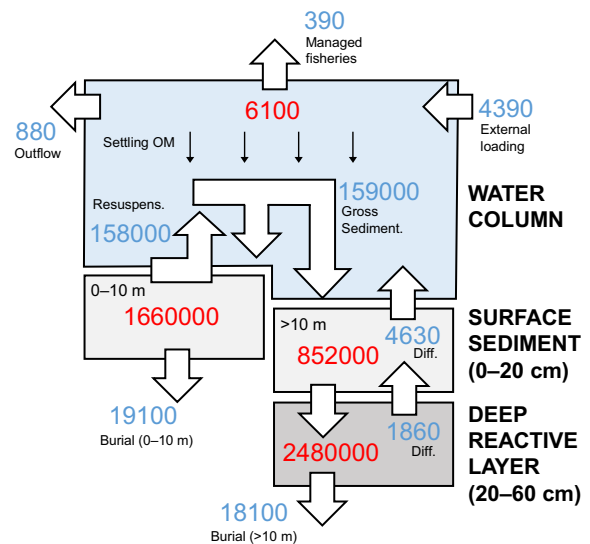 390
Managed
fisheries
6100
880
Outflow
4390
External
loading
Settling OM
Resuspens.
158000
159000
Gross
Sediment.
WATER
COLUMN
0–10 m
1660000
19100
Burial (0–10 m)
>10 m
852000
4630
Diff.
SURFACE
SEDIMENT
(0–20 cm)
2480000
1860
Diff.
DEEP
REACTIVE
LAYER
(20–60 cm)
18100
Burial (>10 m)